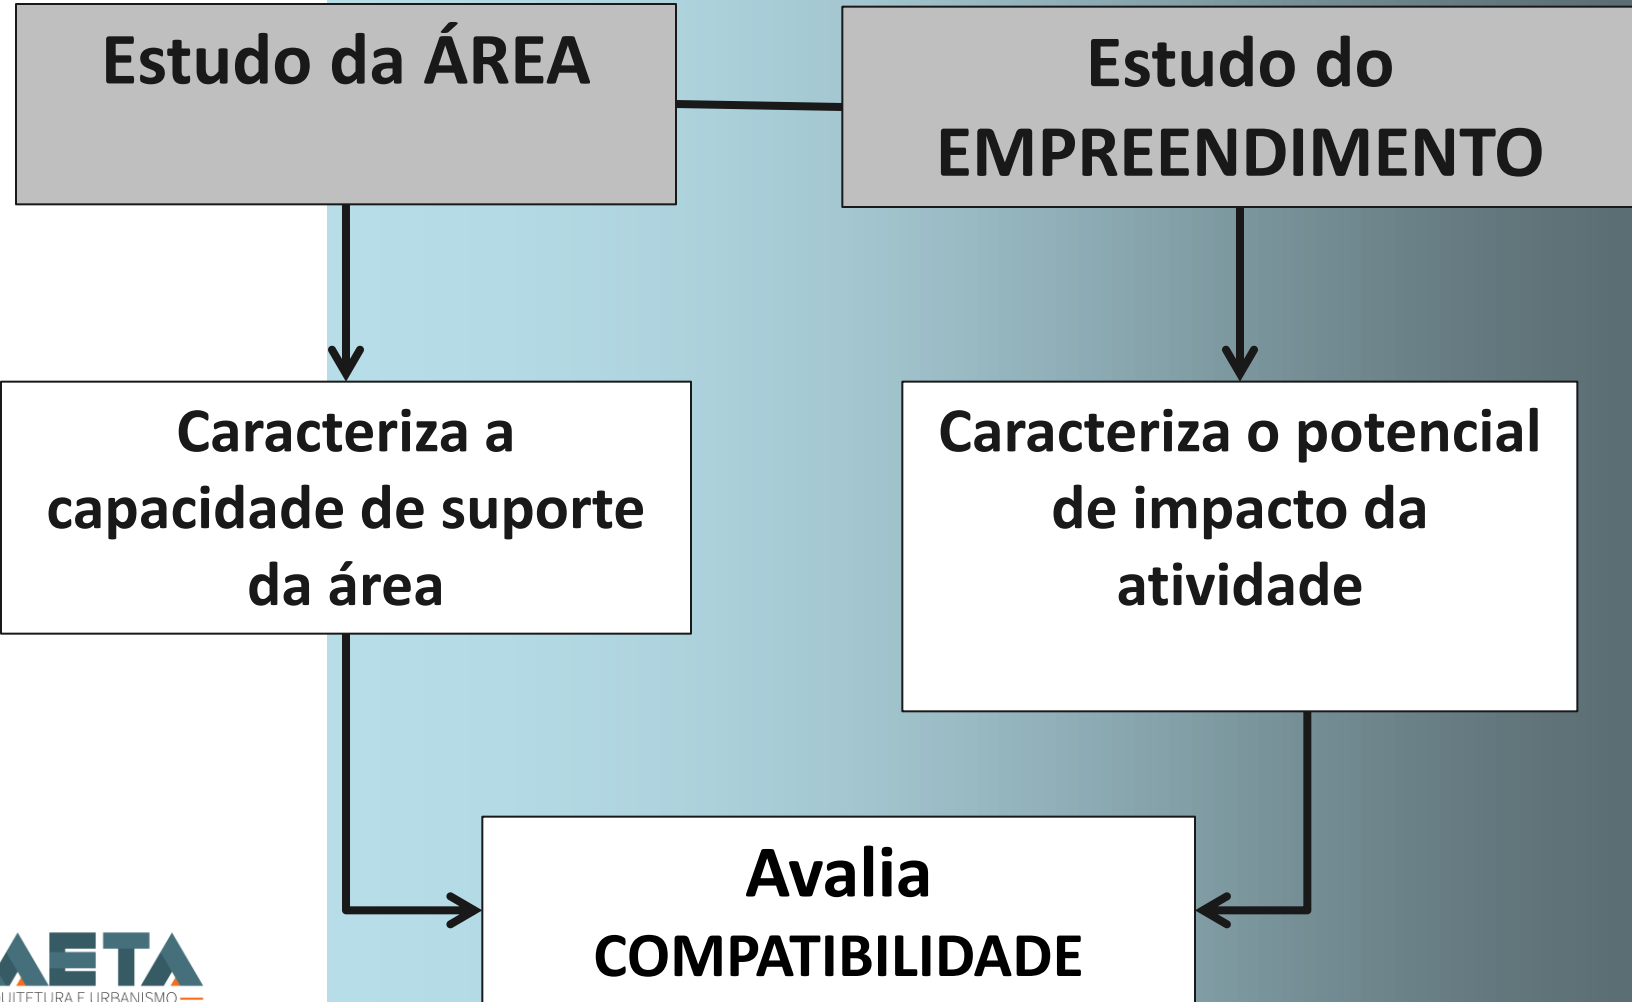 Estudo da ÁREA
Estudo do
EMPREENDIMENTO
Caracteriza a
capacidade de suporte
da área
Caracteriza o potencial
de impacto da
atividade
Avalia
COMPATIBILIDADE
AETA
E URBANISMO